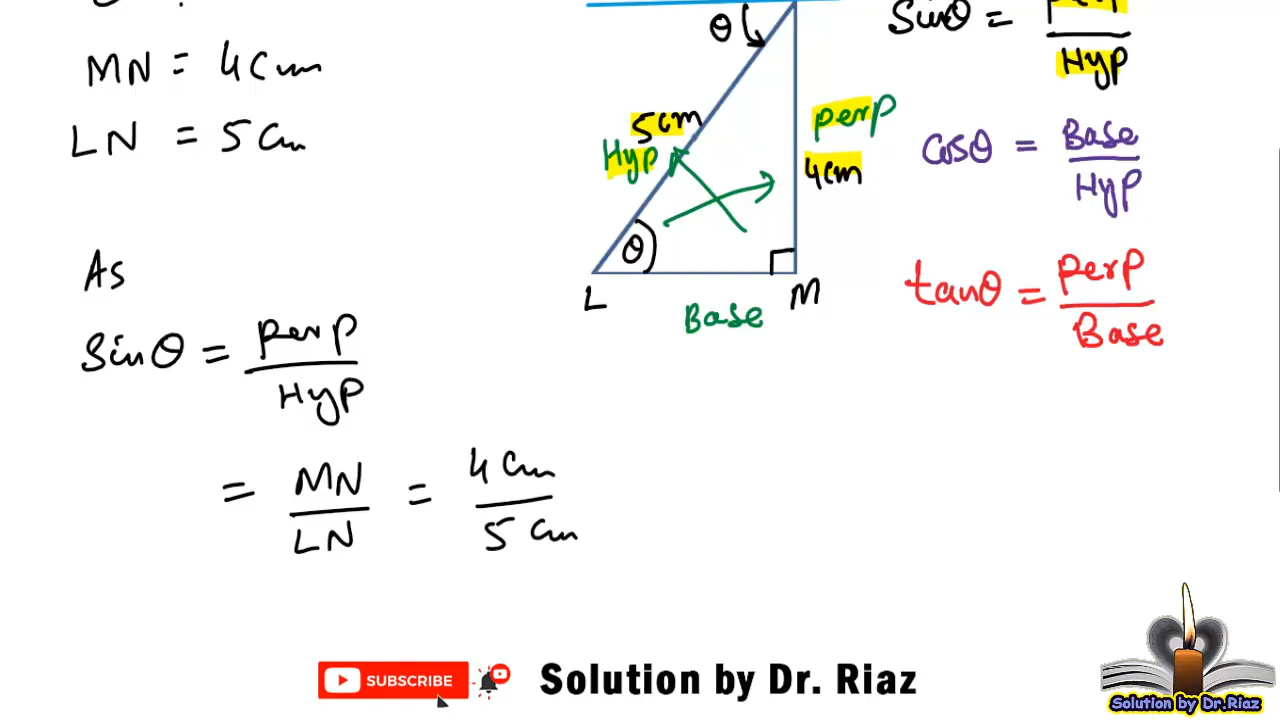 MN = 4cm
LN = 5cm
As
Sinθ = perp / Hyp
= MN / LN = 4cm / 5cm
θ
5cm
Hyp
perp
4cm
θ
L
M
Base
Sinθ = perp / Hyp
Cosθ = Base / Hyp
tanθ = perp / Base
SUBSCRIBE
Solution by Dr. Riaz
Solution by Dr.Riaz